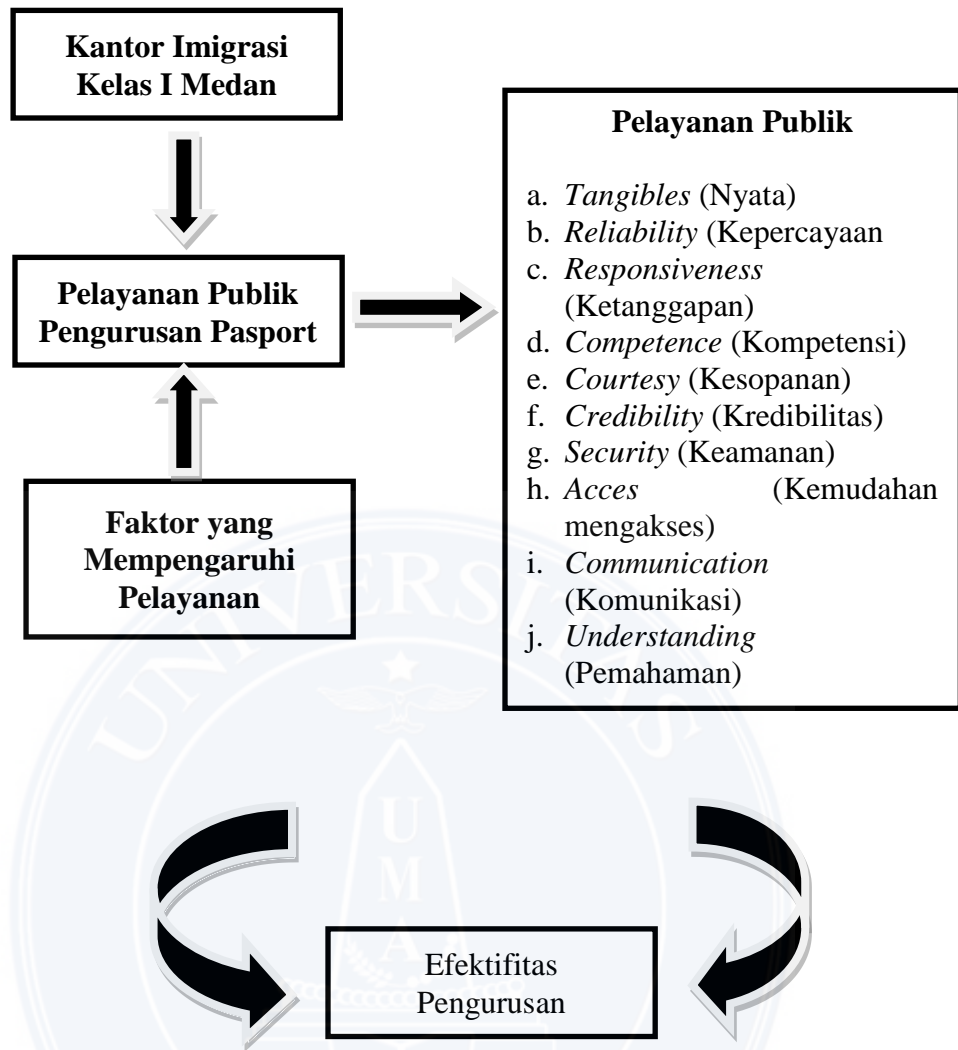 Kantor Imigrasi
Kelas I Medan
Pelayanan Publik
Pengurusan Pasport
Faktor yang
Mempengaruhi
Pelayanan
Pelayanan Publik
a. Tangibles (Nyata)
b. Reliability (Kepercayaan
c. Responsiveness
(Ketanggapan)
d. Competence (Kompetensi)
e. Courtesy (Kesopanan)
f. Credibility (Kredibilitas)
g. Security (Keamanan)
h. Acces (Kemudahan
mengakses)
i. Communication
(Komunikasi)
j. Understanding
(Pemahaman)
UNIVERSITAS
U
M
A
Efektifitas
Pengurusan